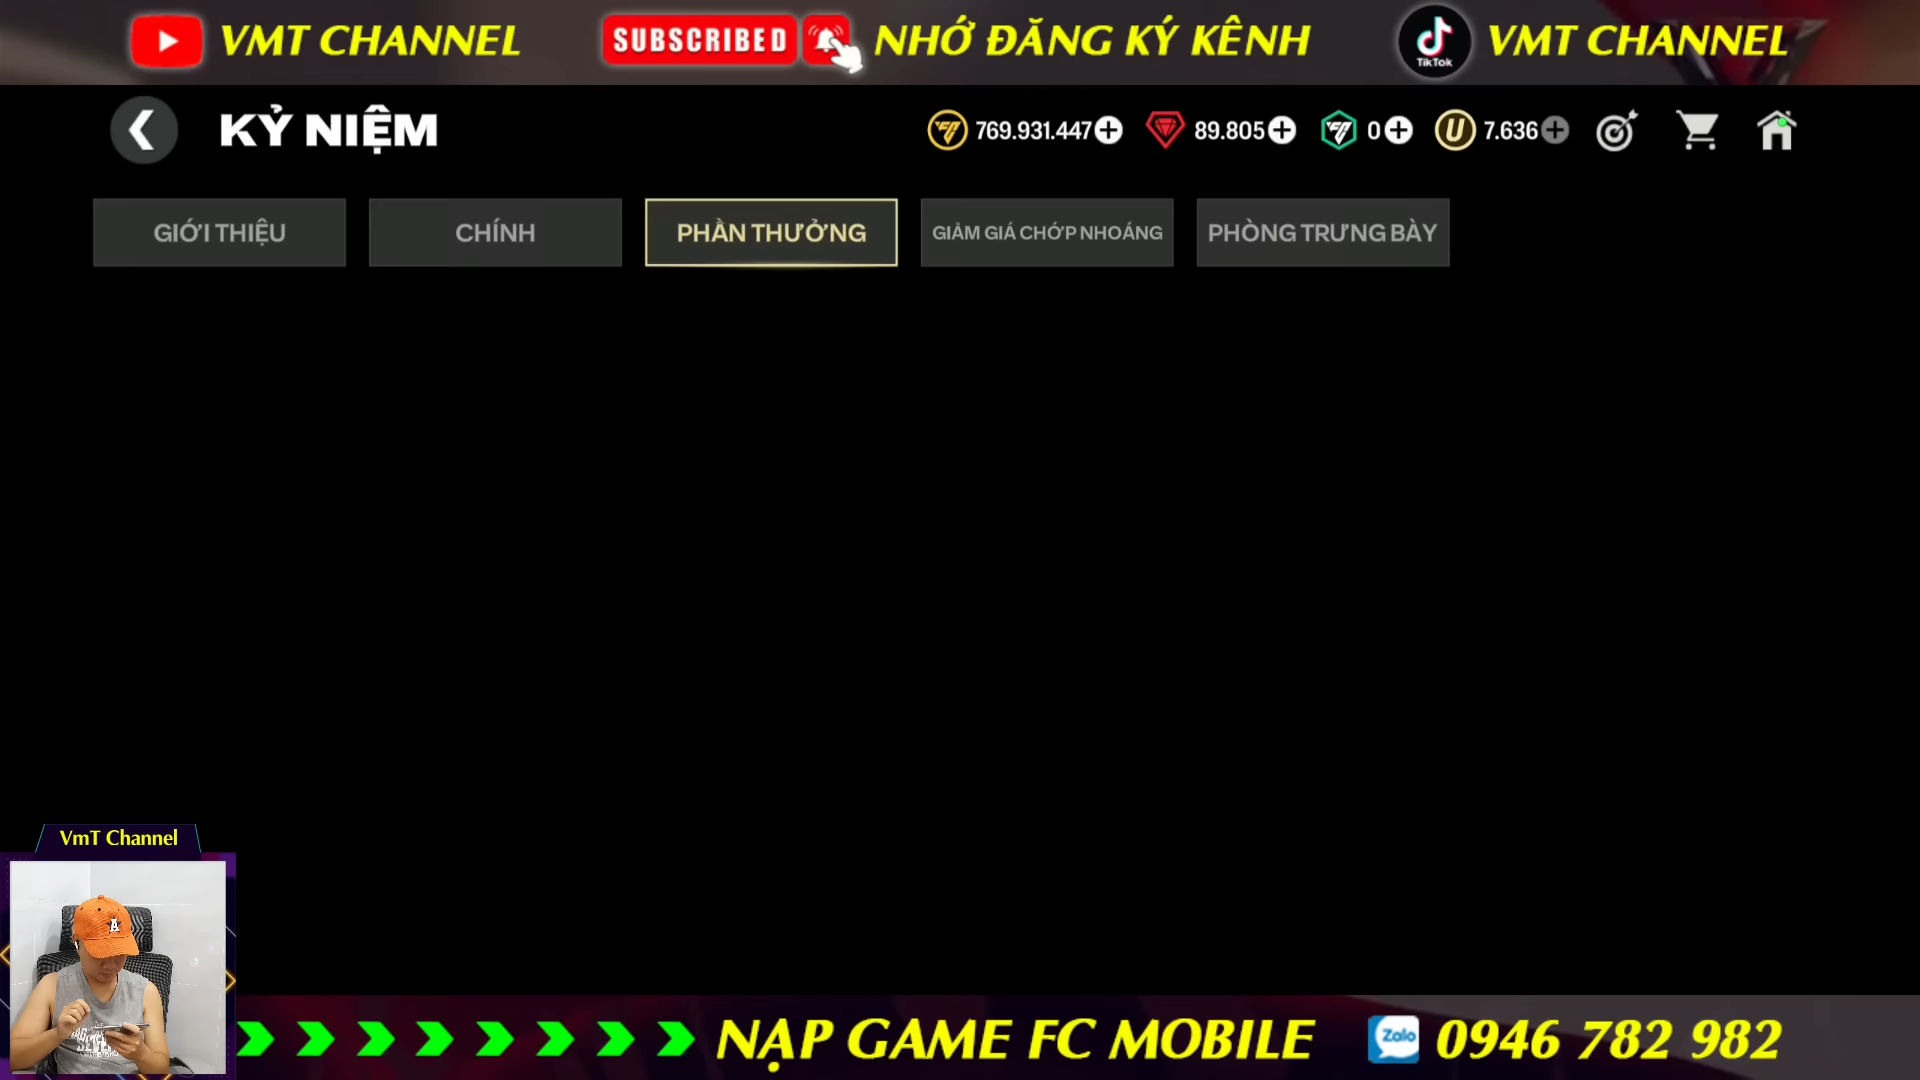 VMT CHANNEL
SUBSCRIBED
NHỚ ĐĂNG KÝ KÊNH
TikTok
VMT CHANNEL
KỶ NIỆM
769.931.447
89.805
0
7.636
GIỚI THIỆU
CHÍNH
PHẦN THƯỞNG
GIẢM GIÁ CHỚP NHOÁNG
PHÒNG TRƯNG BÀY
VmT Channel
A
NẠP GAME FC MOBILE
Zalo
0946 782 982